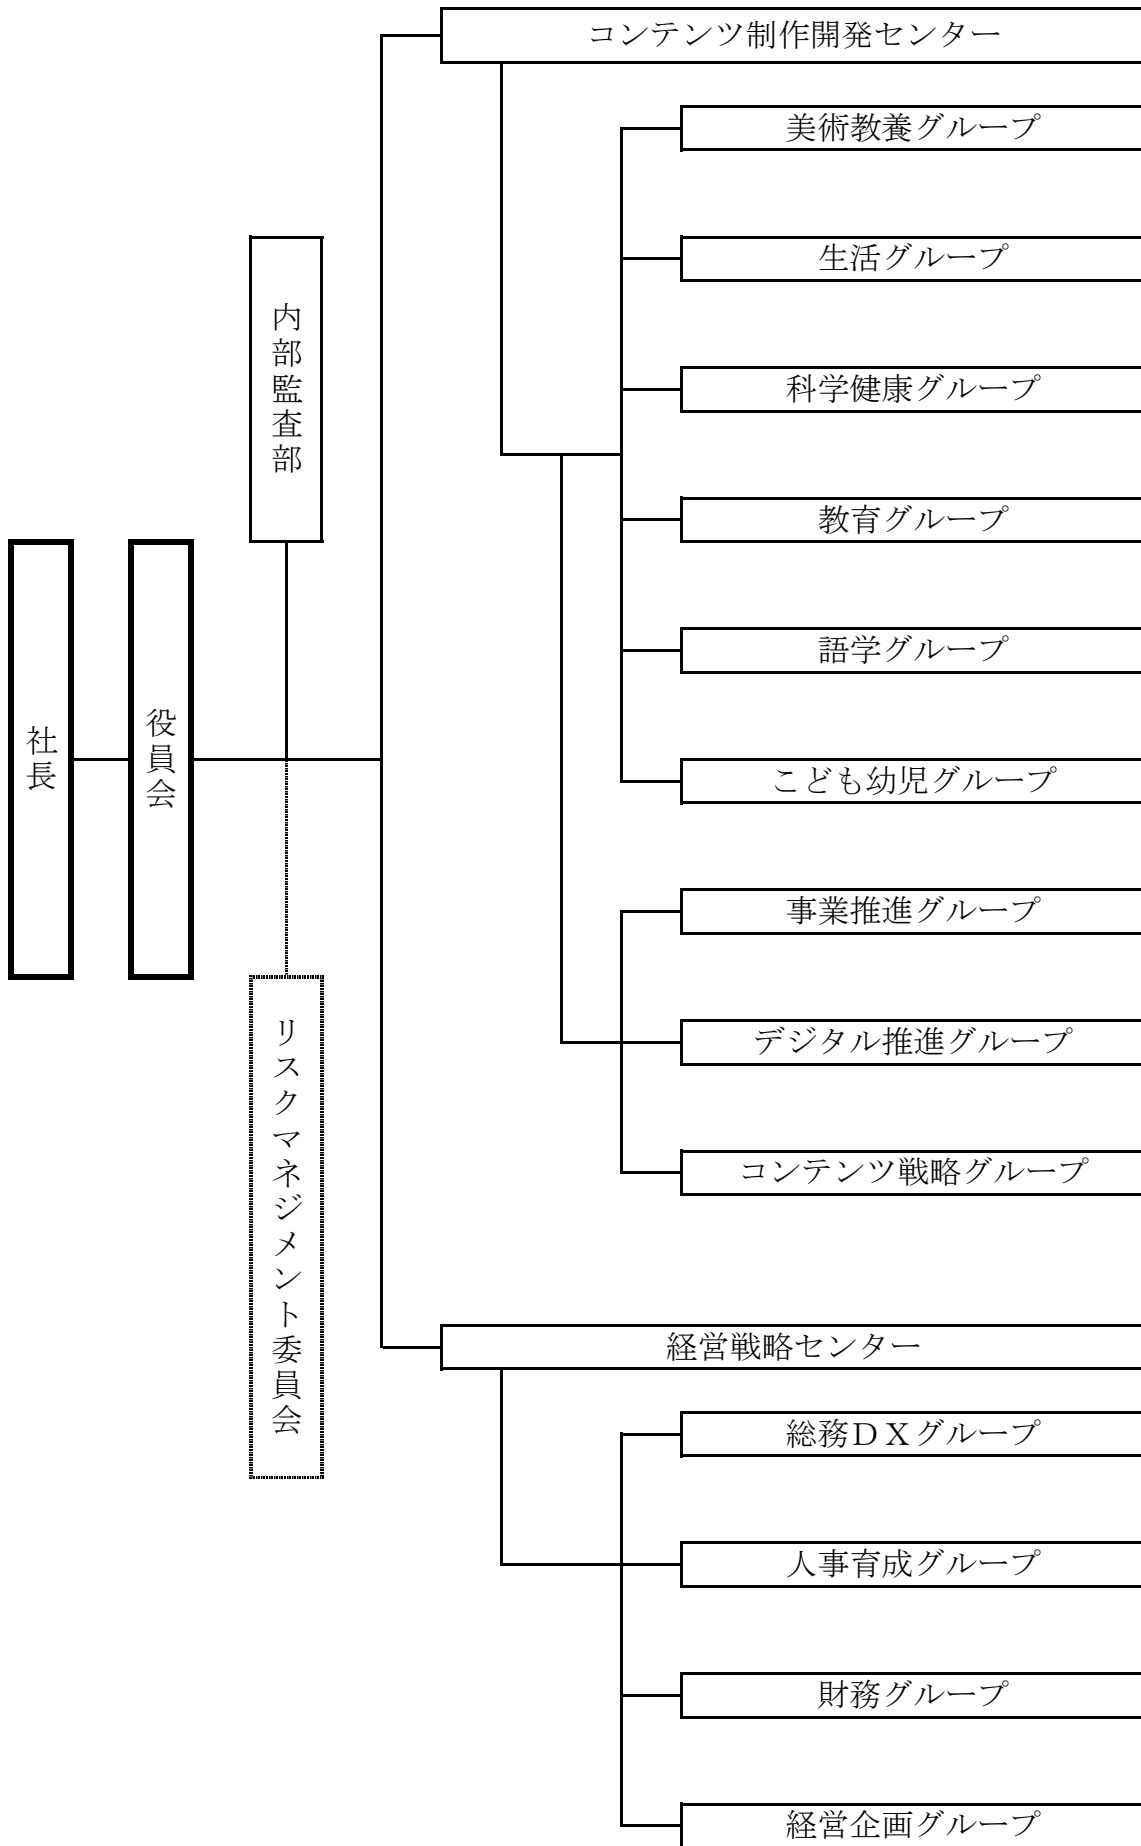 社長
役員会
内部監査部
リスクマネジメント委員会
コンテンツ制作開発センター
美術教養グループ
生活グループ
科学健康グループ
教育グループ
語学グループ
こども幼児グループ
事業推進グループ
デジタル推進グループ
コンテンツ戦略グループ
経営戦略センター
総務ＤＸグループ
人事育成グループ
財務グループ
経営企画グループ